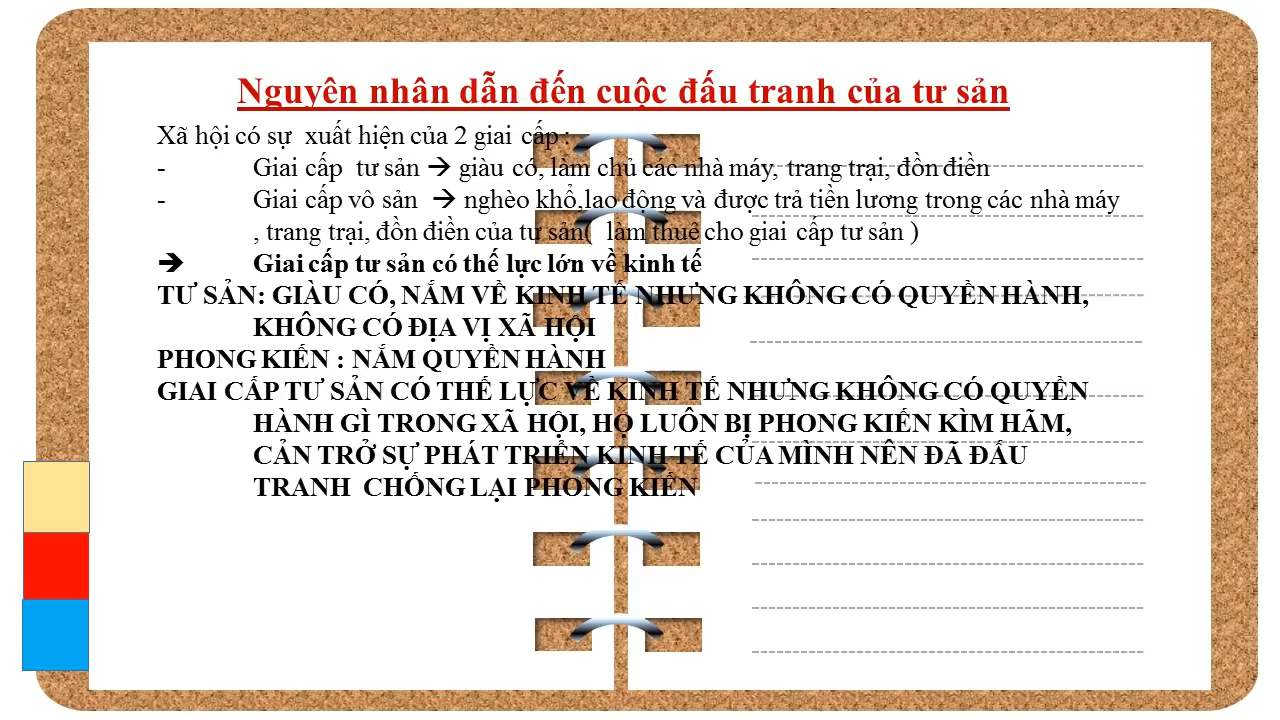 Nguyên nhân dẫn đến cuộc đấu tranh của tư sản
Xã hội có sự xuất hiện của 2 giai cấp :
- Giai cấp tư sản → giàu có, làm chủ các nhà máy, trang trại, đồn điền
- Giai cấp vô sản → nghèo khổ,lao động và được trả tiền lương trong các nhà máy
, trang trại, đồn điền của tư sản( làm thuê cho giai cấp tư sản )
→ Giai cấp tư sản có thế lực lớn về kinh tế
TƯ SẢN: GIÀU CÓ, NẮM VỀ KINH TẾ NHƯNG KHÔNG CÓ QUYỀN HÀNH,
KHÔNG CÓ ĐỊA VỊ XÃ HỘI
PHONG KIẾN : NẮM QUYỀN HÀNH
GIAI CẤP TƯ SẢN CÓ THẾ LỰC VỀ KINH TẾ NHƯNG KHÔNG CÓ QUYỀN
HÀNH GÌ TRONG XÃ HỘI, HỌ LUÔN BỊ PHONG KIẾN KÌM HÃM,
CẢN TRỞ SỰ PHÁT TRIỂN KINH TẾ CỦA MÌNH NÊN ĐÃ ĐẤU
TRANH CHỐNG LẠI PHONG KIẾN